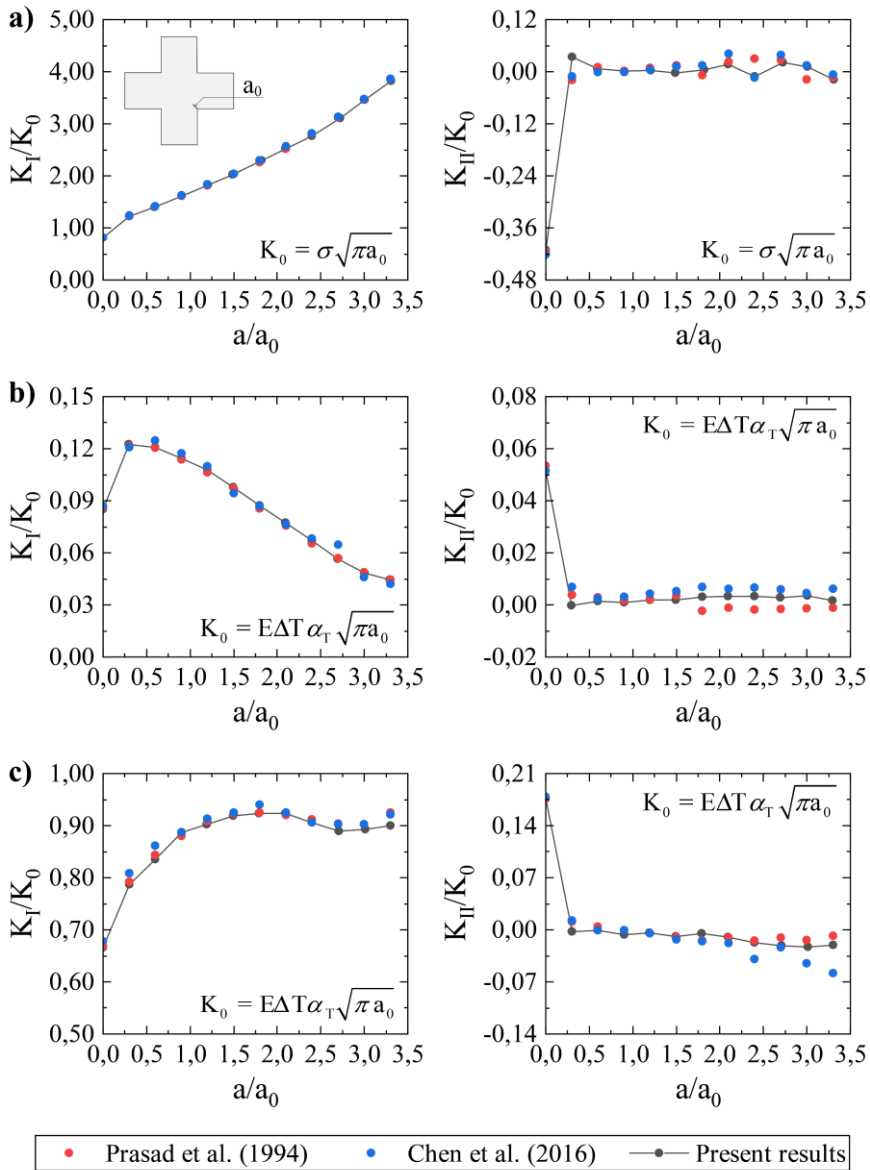 a)
5,00
4,00
3,00
2,00
1,00
0,00
K_I/K_0
a_0
K_0 = σ√πa_0
0,0 0,5 1,0 1,5 2,0 2,5 3,0 3,5
a/a_0
0,12
0,00
-0,12
-0,24
-0,36
-0,48
K_II/K_0
K_0 = σ√πa_0
0,0 0,5 1,0 1,5 2,0 2,5 3,0 3,5
a/a_0
b)
0,15
0,12
0,09
0,06
0,03
0,00
K_I/K_0
K_0 = EΔTα_T√πa_0
0,0 0,5 1,0 1,5 2,0 2,5 3,0 3,5
a/a_0
0,08
0,06
0,04
0,02
0,00
-0,02
K_II/K_0
K_0 = EΔTα_T√πa_0
0,0 0,5 1,0 1,5 2,0 2,5 3,0 3,5
a/a_0
c)
1,00
0,90
0,80
0,70
0,60
0,50
K_I/K_0
K_0 = EΔTα_T√πa_0
0,0 0,5 1,0 1,5 2,0 2,5 3,0 3,5
a/a_0
0,21
0,14
0,07
0,00
-0,07
-0,14
K_II/K_0
K_0 = EΔTα_T√πa_0
0,0 0,5 1,0 1,5 2,0 2,5 3,0 3,5
a/a_0
Prasad et al. (1994) Chen et al. (2016) Present results